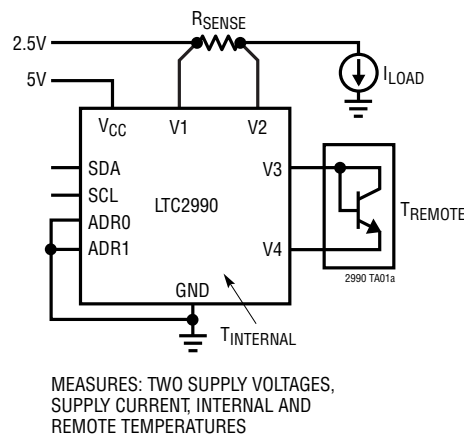 RSENSE
2.5V
ILOAD
5V
VCC
V1
V2
SDA
V3
SCL
LTC2990
TREMOTE
ADR0
ADR1
V4
2990 TA01a
GND
TINTERNAL
MEASURES: TWO SUPPLY VOLTAGES,
SUPPLY CURRENT, INTERNAL AND
REMOTE TEMPERATURES